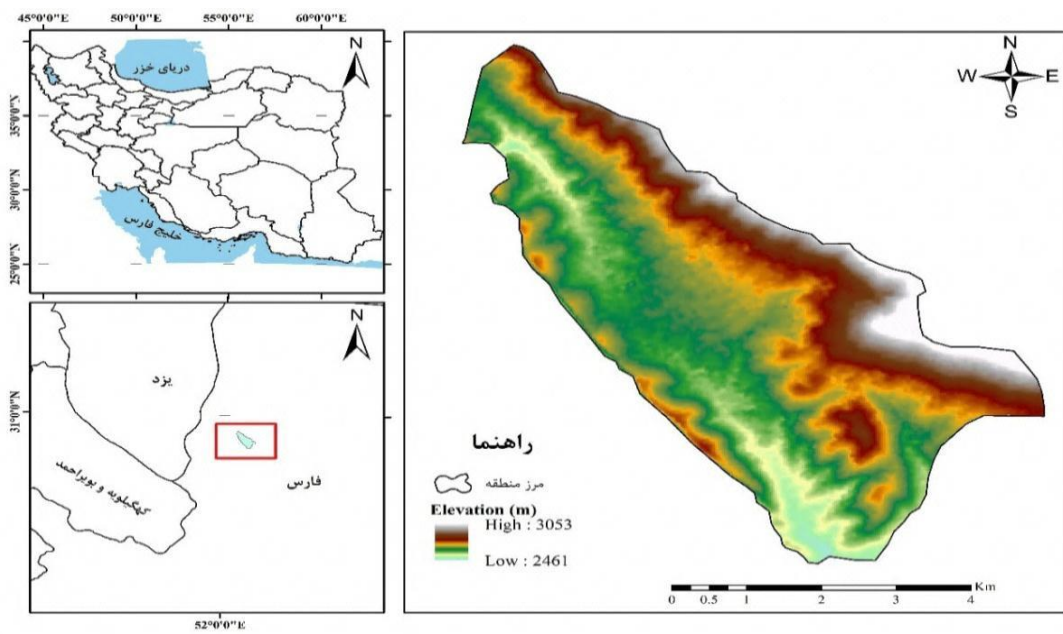 45°0'0"E 50°0'0"E 55°0'0"E 60°0'0"E
35°0'0"N
30°0'0"N
25°0'0"N
N
دریای خزر
خلیج فارس
N
یزد
31°0'0"N
فارس
کهگیلویه و بویراحمد
52°0'0"E
N
W E
S
راهنما
مرز منطقه
Elevation (m)
High : 3053
Low : 2461
Km
0 0.5 1 2 3 4